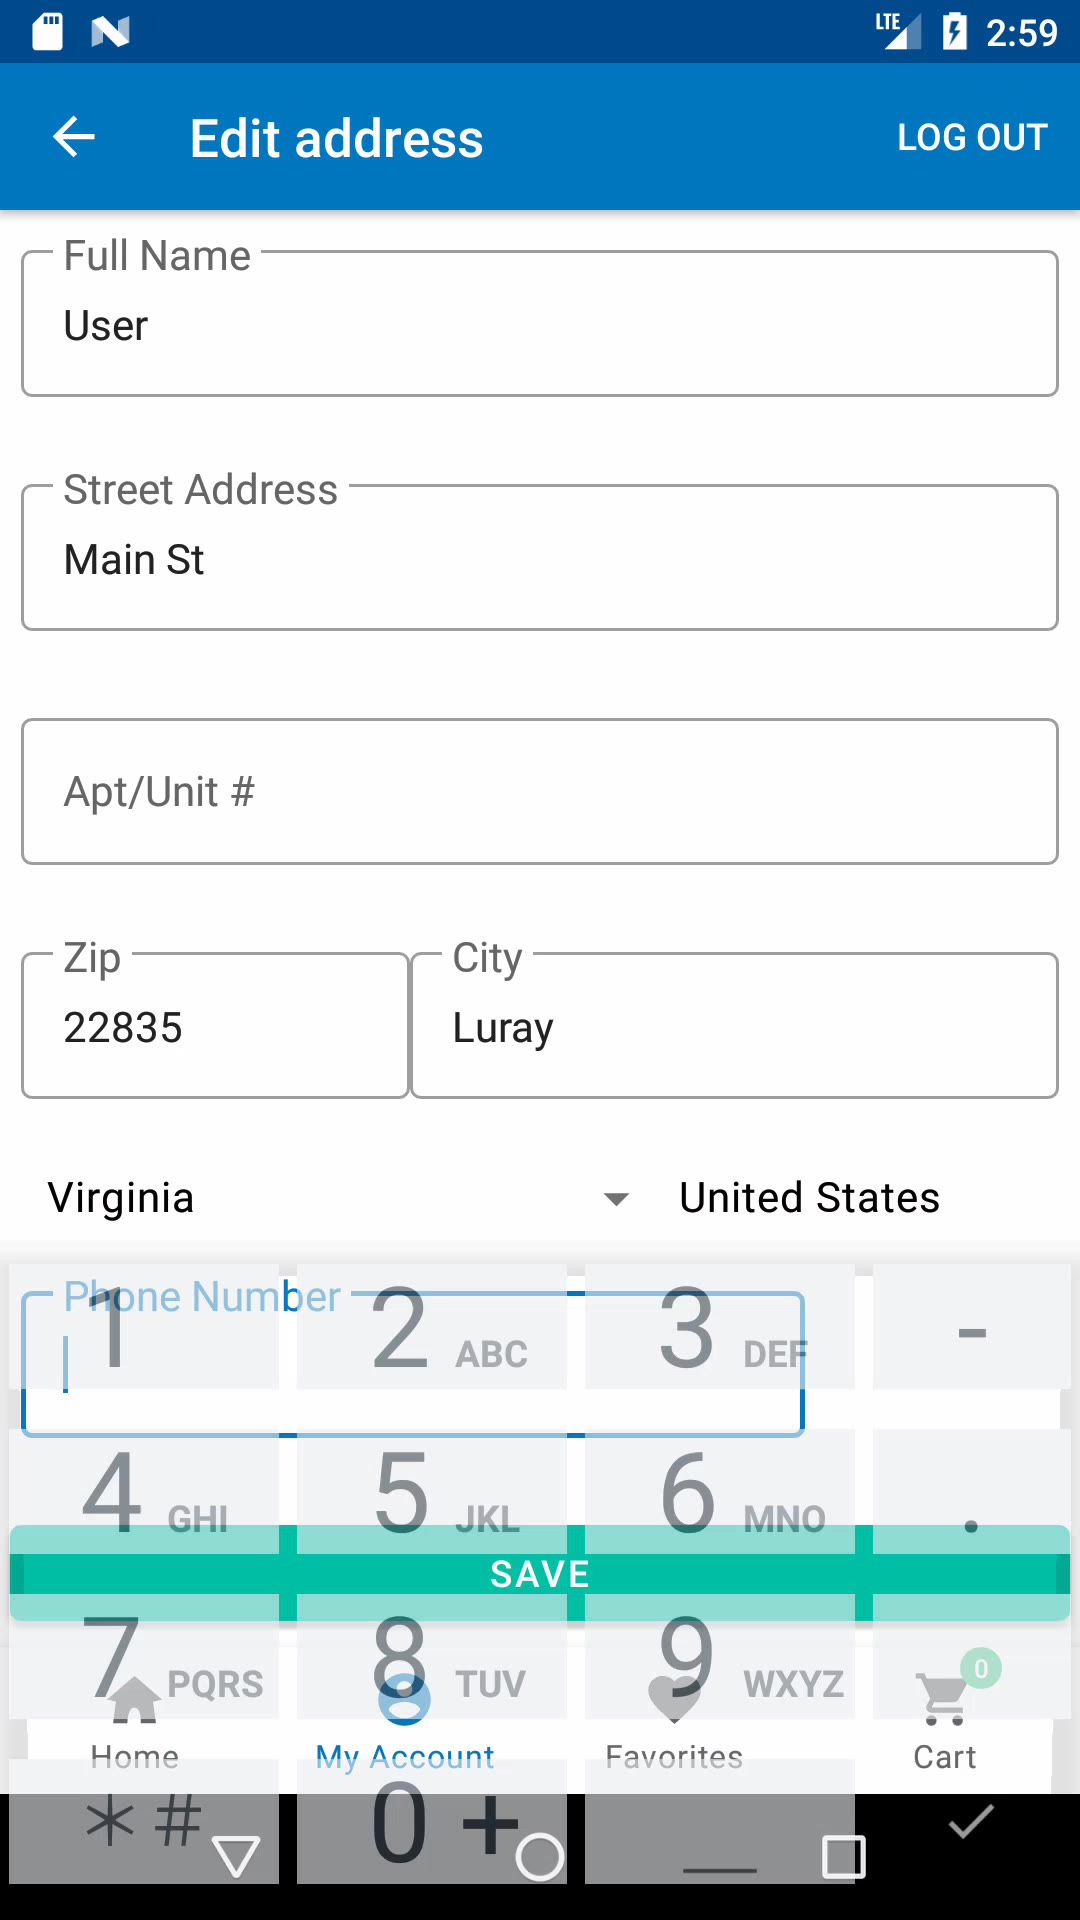 LTE 2:59
Edit address LOG OUT
Full Name
User
Street Address
Main St
Apt/Unit #
Zip City
22835 Luray
Virginia United States
Phone Number
1 2 ABC 3 DEF -
4 GHI 5 JKL 6 MNO .
SAVE
7 PQRS 8 TUV 9 WXYZ 0
Home My Account Favorites Cart
* # 0 +